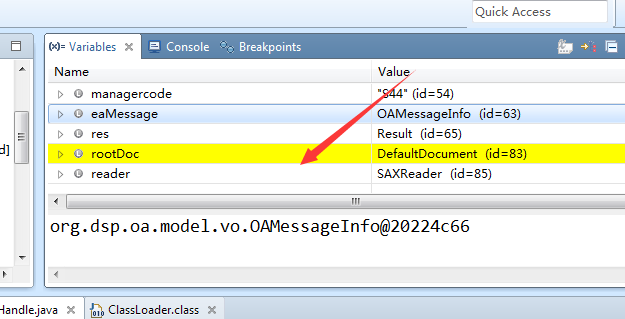 Quick Access
(x)= Variables Console Breakpoints
Name Value
managercode "844" (id=54)
eaMessage OAMessageInfo (id=63)
res Result (id=65)
rootDoc DefaultDocument (id=83)
reader SAXReader (id=85)
d]
org.dsp.oa.model.vo.OAMessageInfo@20224c66
Handle.java ClassLoader.class